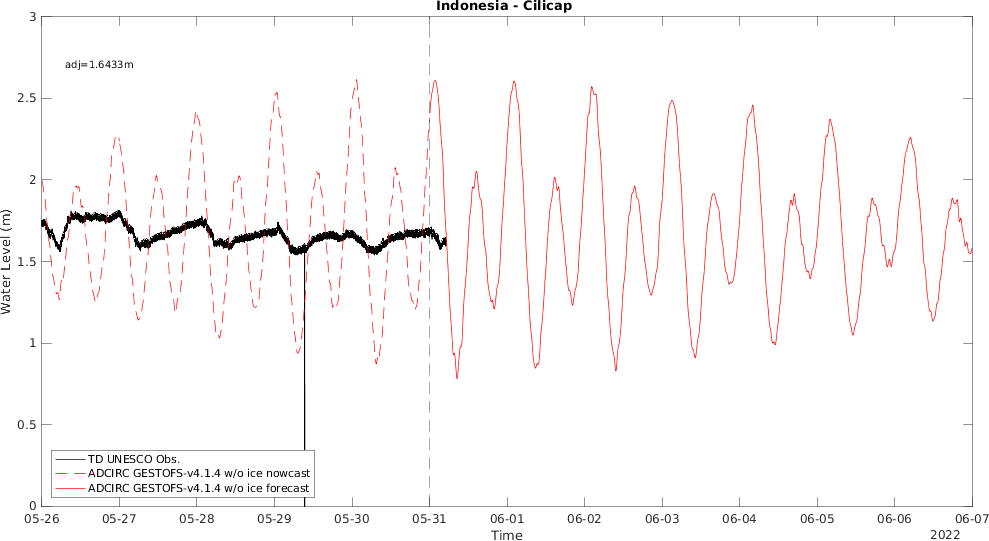 Indonesia - Cilicap
adj=1.6433m
Water Level (m)
3
2.5
2
1.5
1
0.5
0
TD UNESCO Obs.
ADCIRC GESTOFS-v4.1.4 w/o ice nowcast
ADCIRC GESTOFS-v4.1.4 w/o ice forecast
05-26 05-27 05-28 05-29 05-30 05-31 06-01 06-02 06-03 06-04 06-05 06-06 06-07
Time
2022